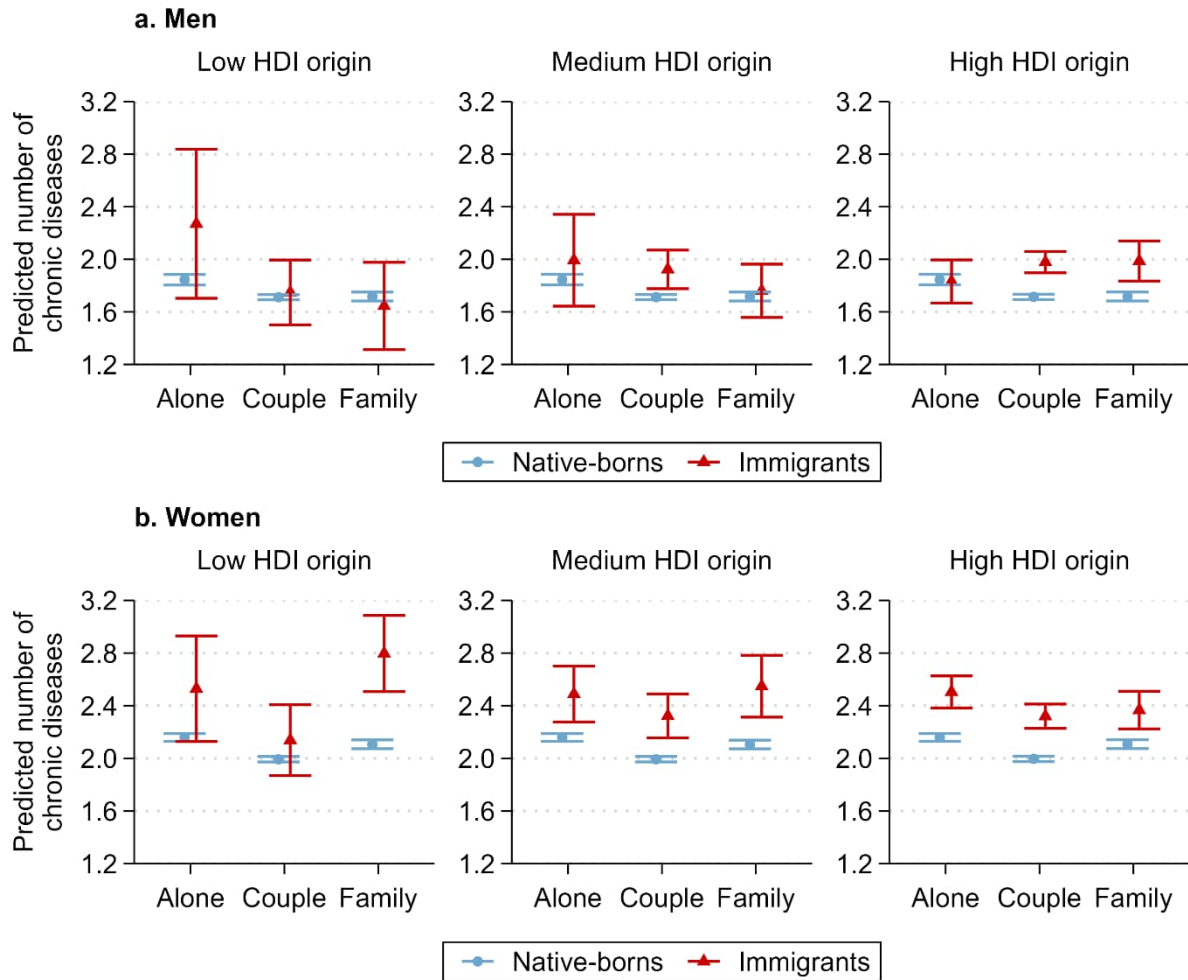 a. Men
Low HDI origin
Medium HDI origin
High HDI origin
Predicted number of
chronic diseases
3.2
2.8
2.4
2.0
1.6
1.2
Alone Couple Family
3.2
2.8
2.4
2.0
1.6
1.2
Alone Couple Family
3.2
2.8
2.4
2.0
1.6
1.2
Alone Couple Family
Native-borns Immigrants
b. Women
Low HDI origin
Medium HDI origin
High HDI origin
Predicted number of
chronic diseases
3.2
2.8
2.4
2.0
1.6
1.2
Alone Couple Family
3.2
2.8
2.4
2.0
1.6
1.2
Alone Couple Family
3.2
2.8
2.4
2.0
1.6
1.2
Alone Couple Family
Native-borns Immigrants